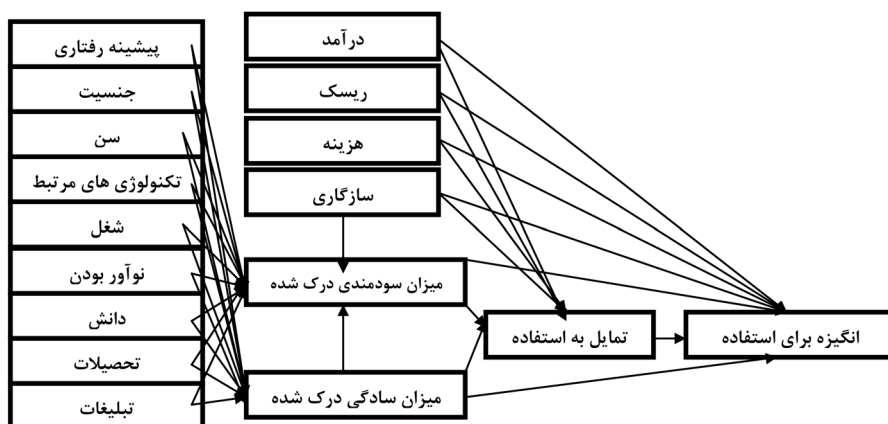 پیشینه رفتاری
جنسیت
سن
تکنولوژی های مرتبط
شغل
نوآور بودن
دانش
تحصیلات
تبلیغات
درآمد
ریسک
هزینه
سازگاری
میزان سودمندی درک شده
میزان سادگی درک شده
تمایل به استفاده
انگیزه برای استفاده